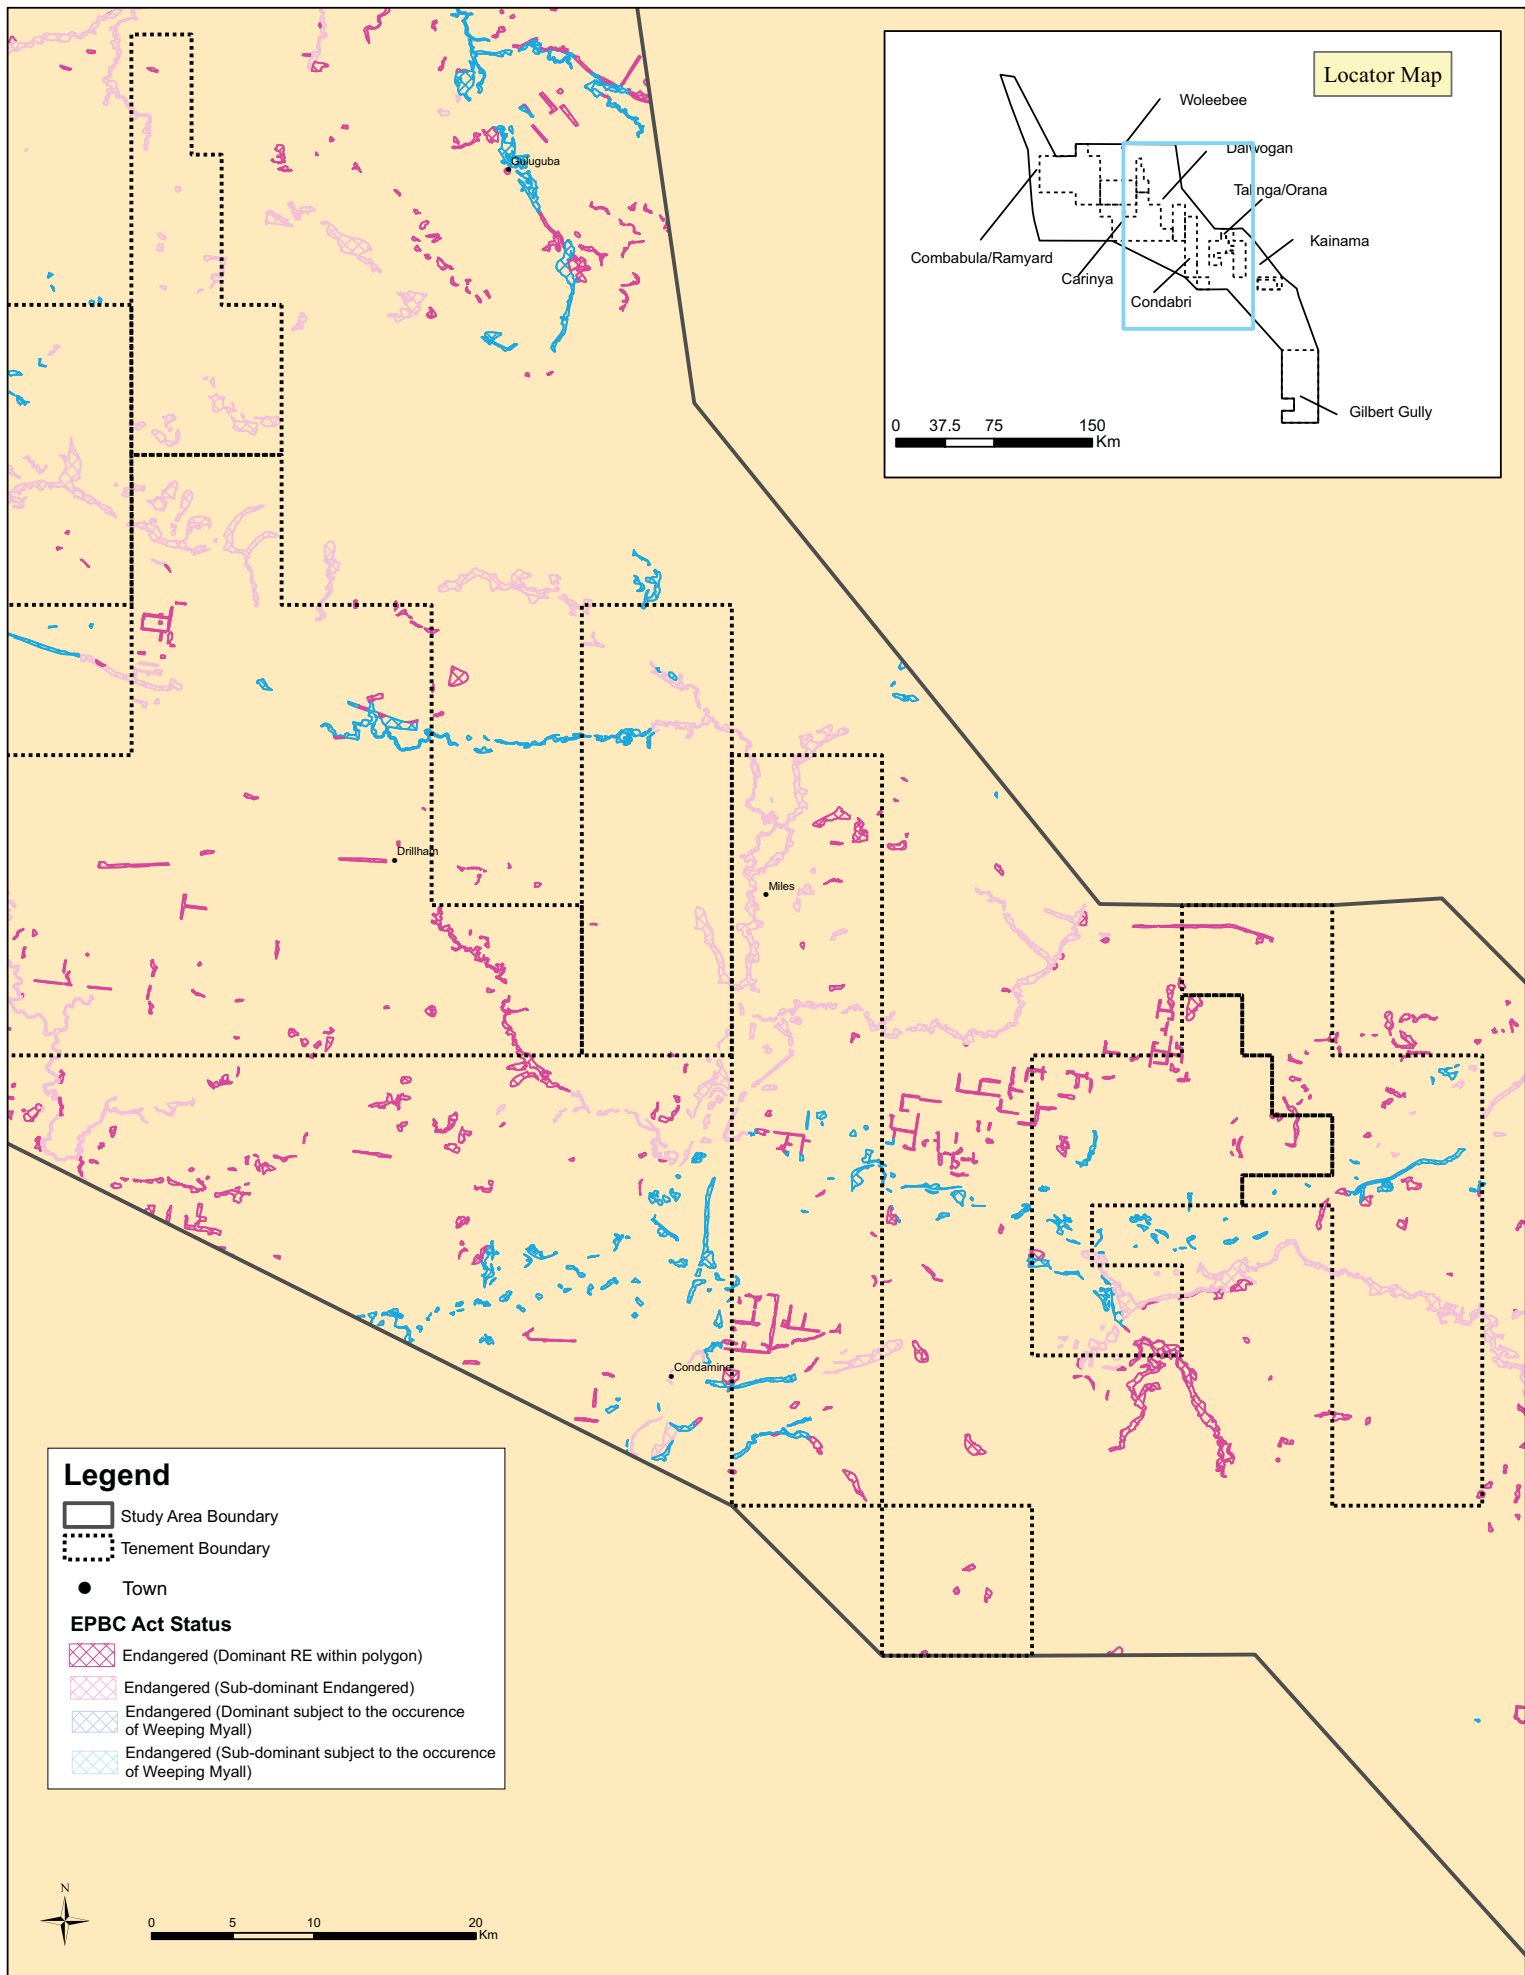 Locator Map
Woleebee
Dalwogan
Talinga/Orana
Kainama
Combabula/Ramyard
Carinya
Condabri
Gilbert Gully
0 37.5 75 150
Km
Guluguba
Drillham
Miles
Condamine
Legend
Study Area Boundary
Tenement Boundary
Town
EPBC Act Status
Endangered (Dominant RE within polygon)
Endangered (Sub-dominant Endangered)
Endangered (Dominant subject to the occurence
of Weeping Myall)
Endangered (Sub-dominant subject to the occurence
of Weeping Myall)
N
0 5 10 20
Km